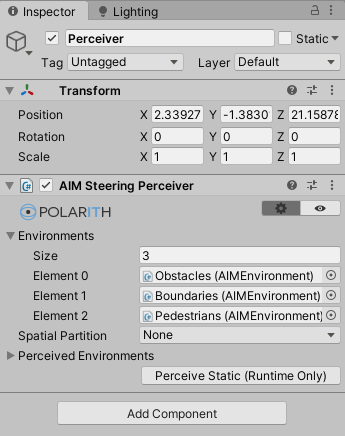 Inspector Lighting
Perceiver Static
Tag Untagged Layer Default
Transform
Position X 2.33927 Y -1.3830 Z 21.15878
Rotation X 0 Y 0 Z 0
Scale X 1 Y 1 Z 1
AIM Steering Perceiver
POLARITH
Environments
Size 3
Element 0 Obstacles (AIMEnvironment)
Element 1 Boundaries (AIMEnvironment)
Element 2 Pedestrians (AIMEnvironment)
Spatial Partition None
Perceived Environments
Perceive Static (Runtime Only)
Add Component